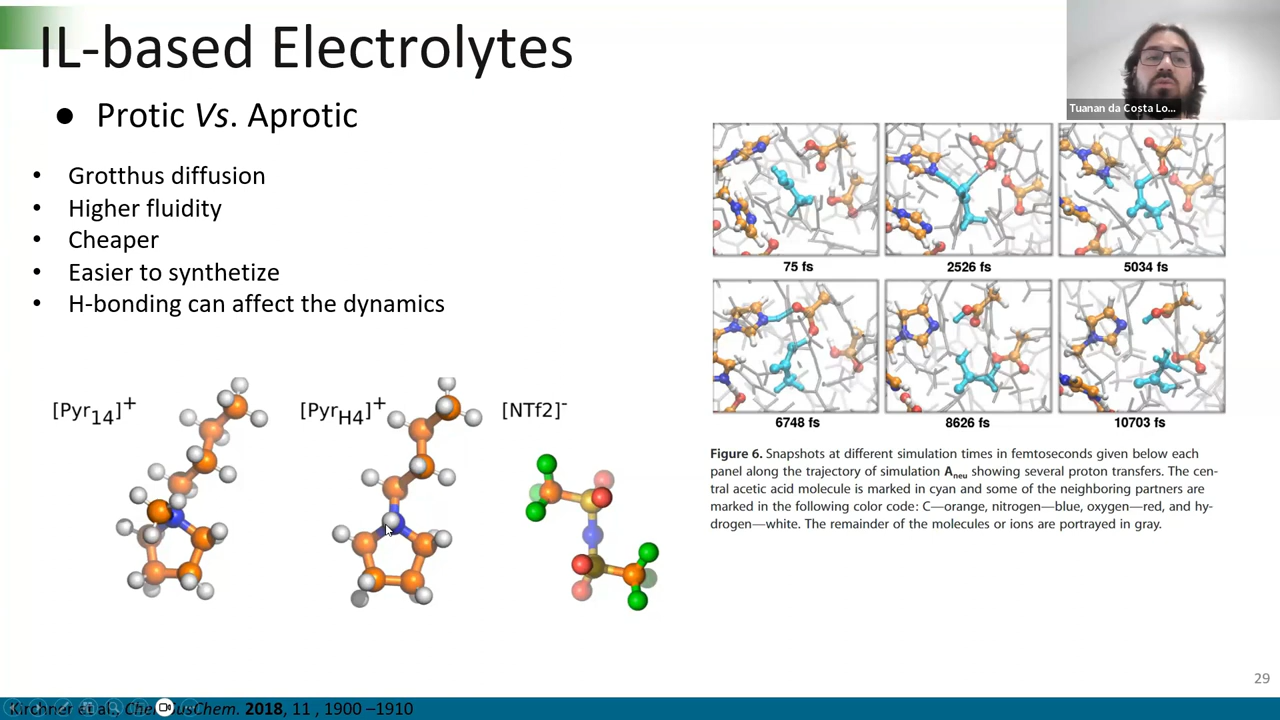 IL-based Electrolytes
Tuanan da Costa Lo...
● Protic Vs. Aprotic
• Grotthus diffusion
• Higher fluidity
• Cheaper
• Easier to synthetize
• H-bonding can affect the dynamics
75 fs
2526 fs
5034 fs
6748 fs
8626 fs
10703 fs
[Pyr14]+
[PyrH4]+
[NTf2]-
Figure 6. Snapshots at different simulation times in femtoseconds given below each
panel along the trajectory of simulation Aneu showing several proton transfers. The cen-
tral acetic acid molecule is marked in cyan and some of the neighboring partners are
marked in the following color code: C—orange, nitrogen—blue, oxygen—red, and hy-
drogen—white. The remainder of the molecules or ions are portrayed in gray.
29
2018, 11 , 1900 –1910